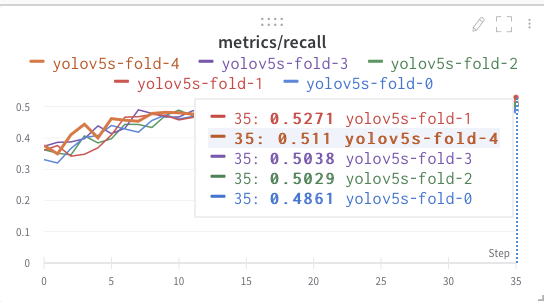 metrics/recall
yolov5s-fold-4 yolov5s-fold-3 yolov5s-fold-2
yolov5s-fold-1 yolov5s-fold-0
35: 0.5271 yolov5s-fold-1
35: 0.511 yolov5s-fold-4
35: 0.5038 yolov5s-fold-3
35: 0.5029 yolov5s-fold-2
35: 0.4861 yolov5s-fold-0
0.5
0.4
0.3
0.2
0.1
0
Step
0 5 10 15 20 25 30 35